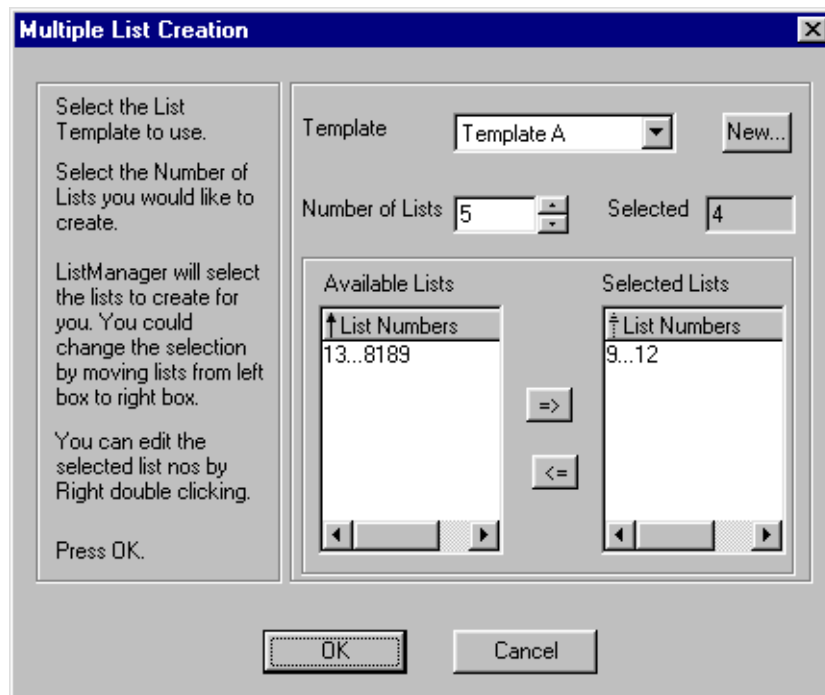 Multiple List Creation
Select the List
Template to use.
Select the Number of
Lists you would like to
create.
ListManager will select
the lists to create for
you. You could
change the selection
by moving lists from left
box to right box.
You can edit the
selected list nos by
Right double clicking.
Press OK.
Template
Template A
New...
Number of Lists
5
Selected
4
Available Lists
List Numbers
13...8189
=>
<=
Selected Lists
List Numbers
9...12
OK
Cancel